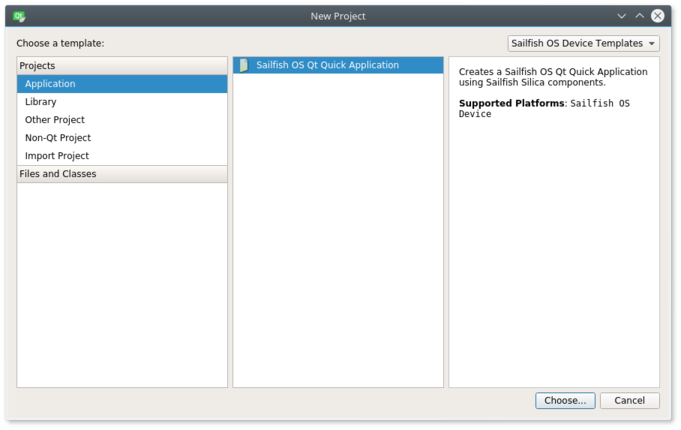 New Project
Choose a template:
Sailfish OS Device Templates
Projects
Application
Library
Other Project
Non-Qt Project
Import Project
Files and Classes
Sailfish OS Qt Quick Application
Creates a Sailfish OS Qt Quick Application
using Sailfish Silica components.
Supported Platforms: Sailfish OS
Device
Choose...
Cancel